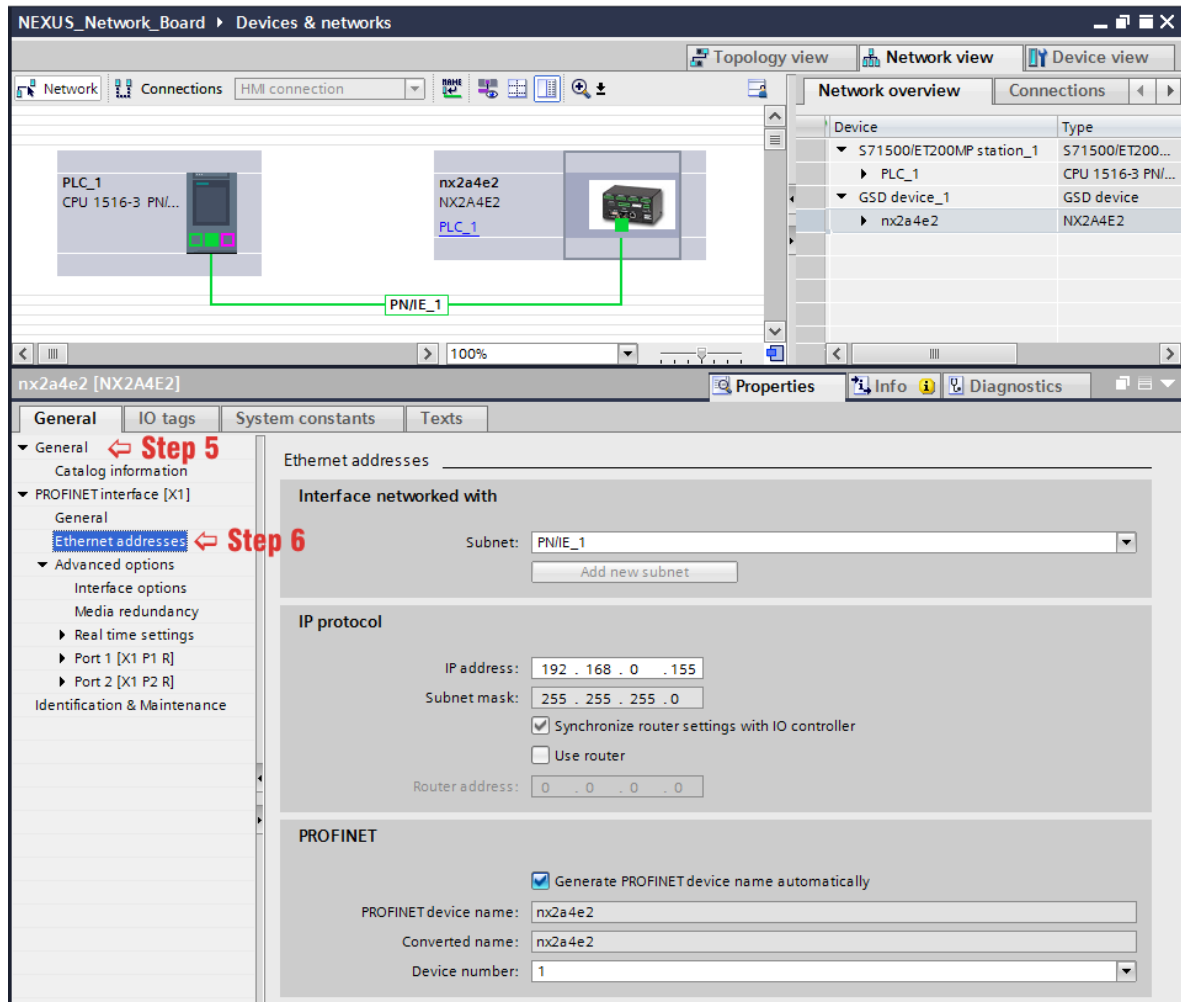 NEXUS_Network_Board ▸ Devices & networks
Topology view Network view Device view
Network Connections HMI connection Network overview Connections
Device Type
S71500/ET200MP station_1 S71500/ET200...
PLC_1 CPU 1516-3 PN/...
GSD device_1 GSD device
nx2a4e2 NX2A4E2
PLC_1
CPU 1516-3 PN/...
nx2a4e2
NX2A4E2
PLC_1
PN/IE_1
100%
nx2a4e2 [NX2A4E2] Properties Info Diagnostics
General IO tags System constants Texts
General ⇦ Step 5
Catalog information
PROFINET interface [X1]
General
Ethernet addresses ⇦ Step 6
Advanced options
Interface options
Media redundancy
Real time settings
Port 1 [X1 P1 R]
Port 2 [X1 P2 R]
Identification & Maintenance
Ethernet addresses
Interface networked with
Subnet: PN/IE_1
Add new subnet
IP protocol
IP address: 192 . 168 . 0 . 155
Subnet mask: 255 . 255 . 255 . 0
Synchronize router settings with IO controller
Use router
Router address: 0 . 0 . 0 . 0
PROFINET
Generate PROFINET device name automatically
PROFINET device name: nx2a4e2
Converted name: nx2a4e2
Device number: 1